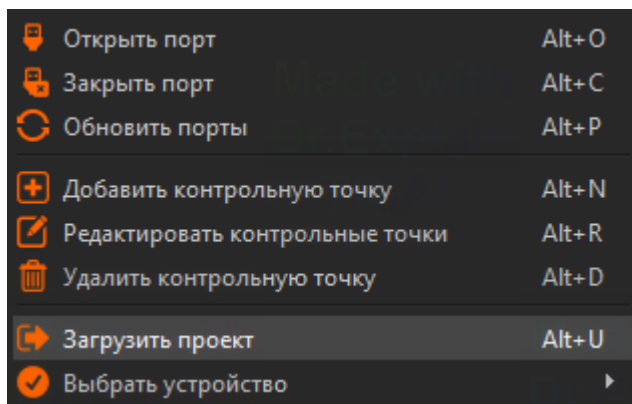 Открыть порт Alt+O
Закрыть порт Alt+C
Обновить порты Alt+P
Добавить контрольную точку Alt+N
Редактировать контрольные точки Alt+R
Удалить контрольную точку Alt+D
Загрузить проект Alt+U
Выбрать устройство